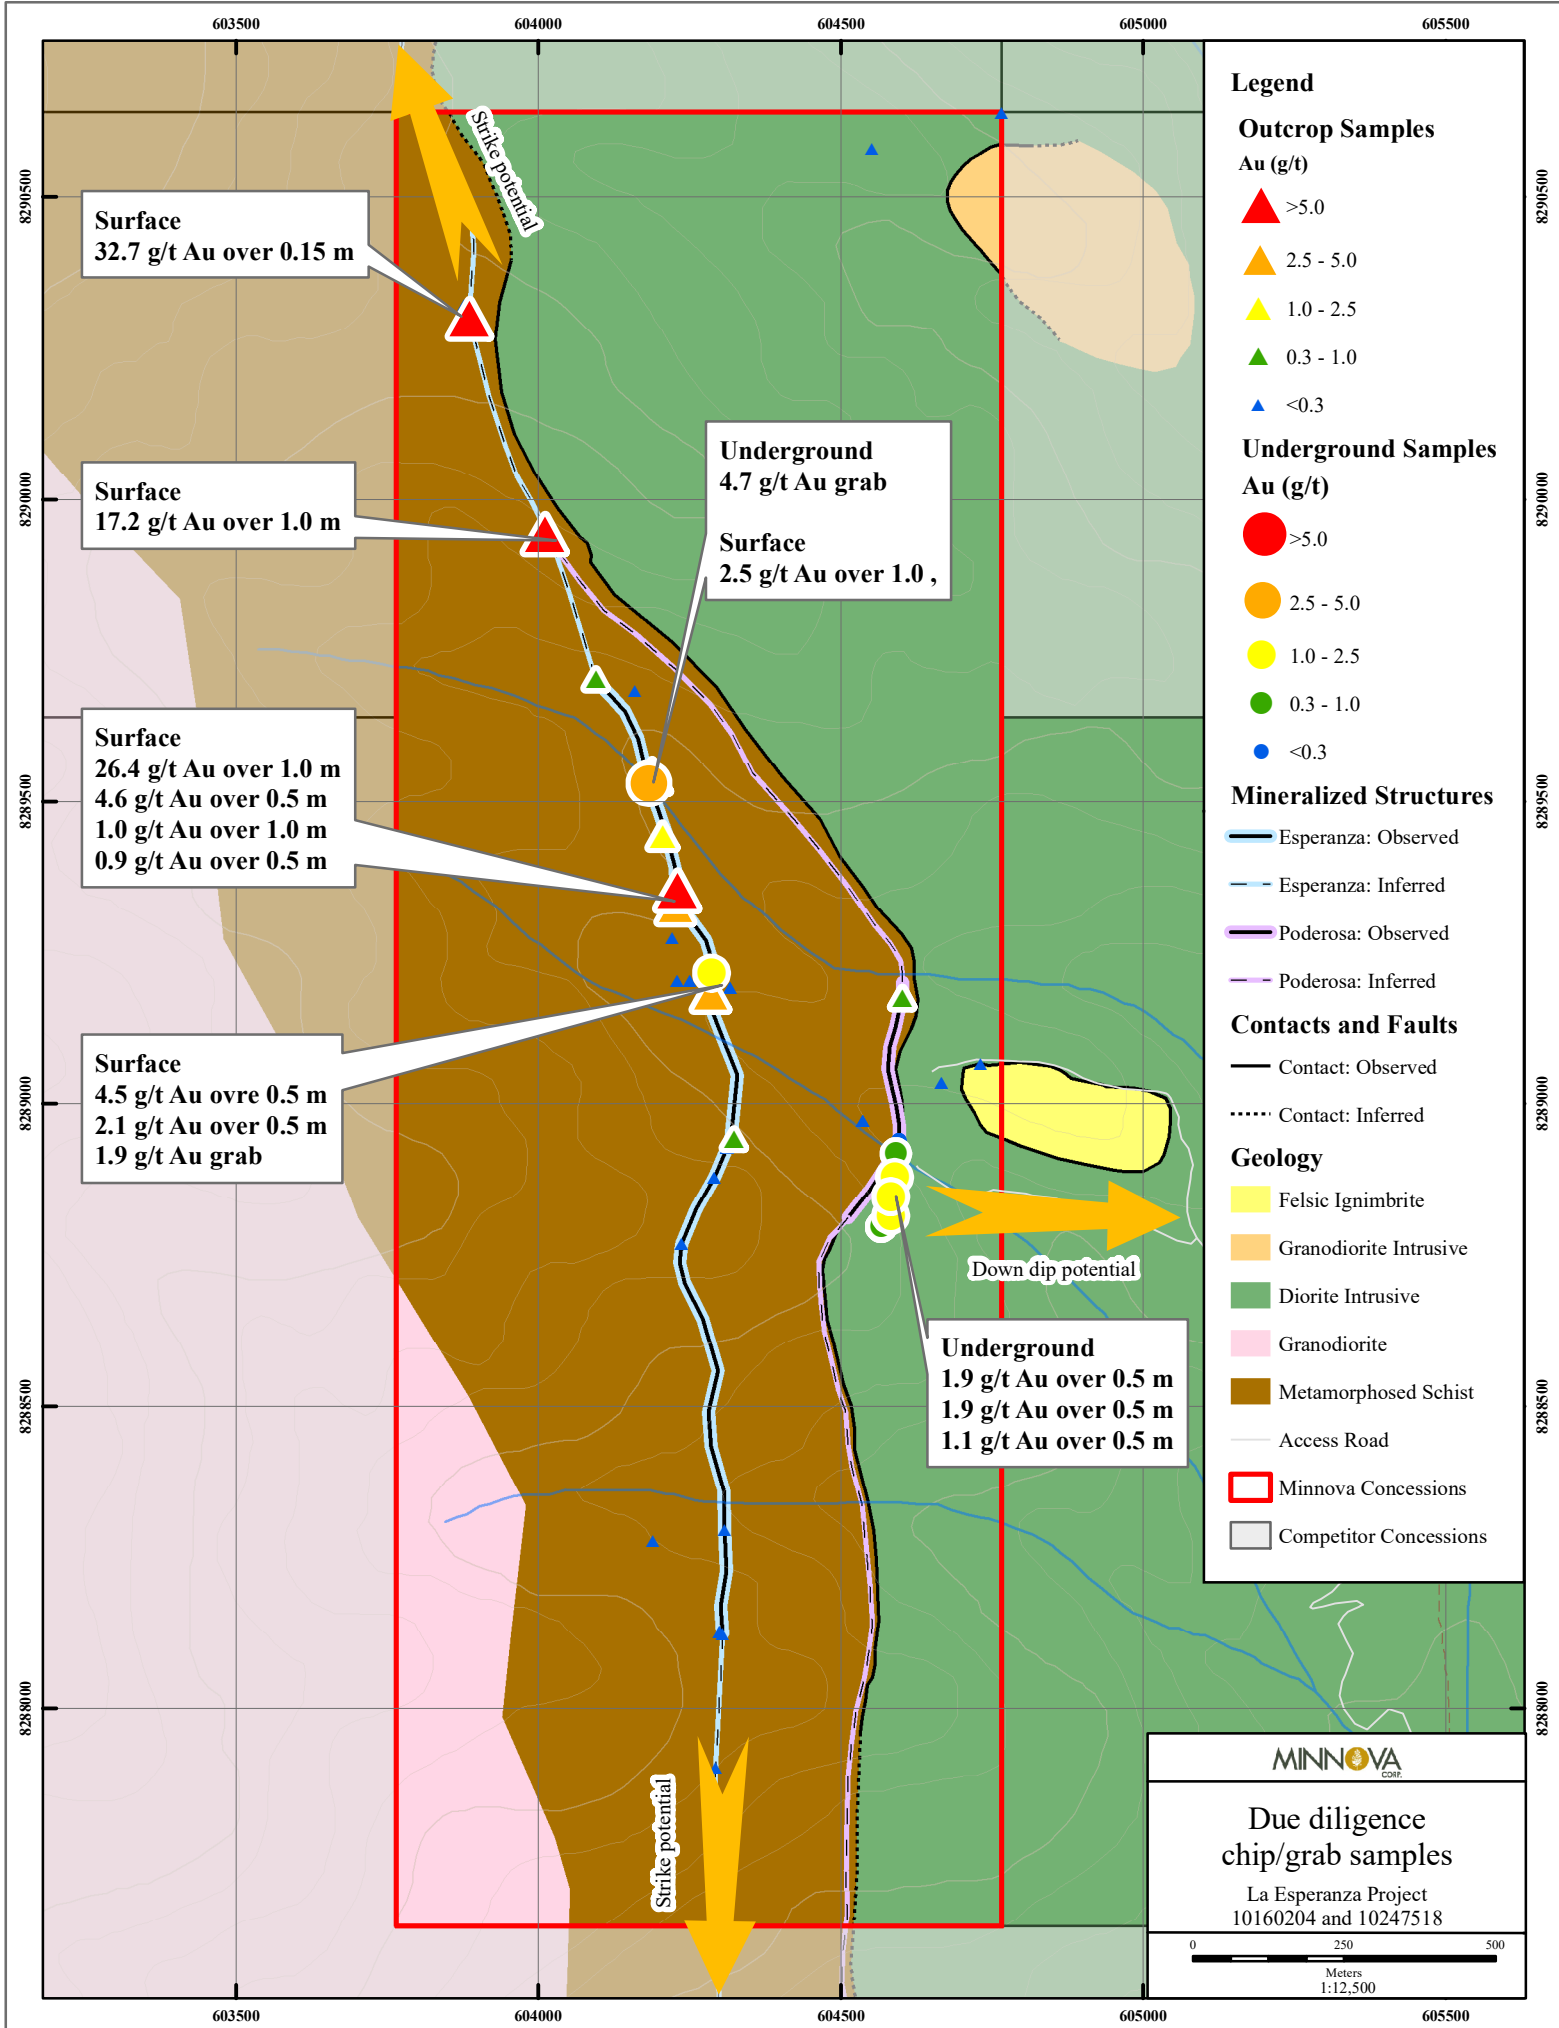 603500
604000
604500
605000
605500
8290500
8290000
8289500
8289000
8288500
8288000
8290500
8290000
8289500
8289000
8288500
8288000
Strike potential
Surface
32.7 g/t Au over 0.15 m
Surface
17.2 g/t Au over 1.0 m
Underground
4.7 g/t Au grab
Surface
2.5 g/t Au over 1.0 ,
Surface
26.4 g/t Au over 1.0 m
4.6 g/t Au over 0.5 m
1.0 g/t Au over 1.0 m
0.9 g/t Au over 0.5 m
Surface
4.5 g/t Au ovre 0.5 m
2.1 g/t Au over 0.5 m
1.9 g/t Au grab
Down dip potential
Underground
1.9 g/t Au over 0.5 m
1.9 g/t Au over 0.5 m
1.1 g/t Au over 0.5 m
Strike potential
Legend
Outcrop Samples
Au (g/t)
>5.0
2.5 - 5.0
1.0 - 2.5
0.3 - 1.0
<0.3
Underground Samples
Au (g/t)
>5.0
2.5 - 5.0
1.0 - 2.5
0.3 - 1.0
<0.3
Mineralized Structures
Esperanza: Observed
Esperanza: Inferred
Poderosa: Observed
Poderosa: Inferred
Contacts and Faults
Contact: Observed
Contact: Inferred
Geology
Felsic Ignimbrite
Granodiorite Intrusive
Diorite Intrusive
Granodiorite
Metamorphosed Schist
Access Road
Minnova Concessions
Competitor Concessions
MINNOVA
CORP.
Due diligence
chip/grab samples
La Esperanza Project
10160204 and 10247518
0 250 500
Meters
1:12,500
603500
604000
604500
605000
605500